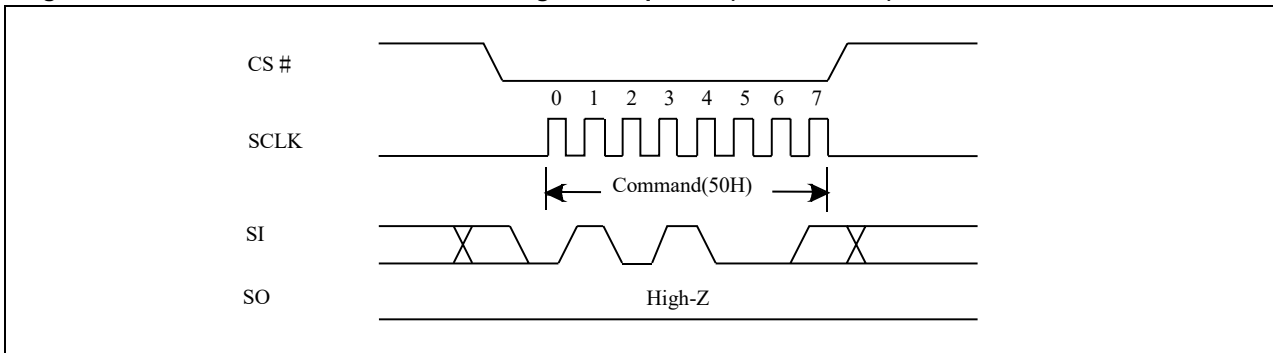 CS #
0 1 2 3 4 5 6 7
SCLK
Command(50H)
SI
SO High-Z